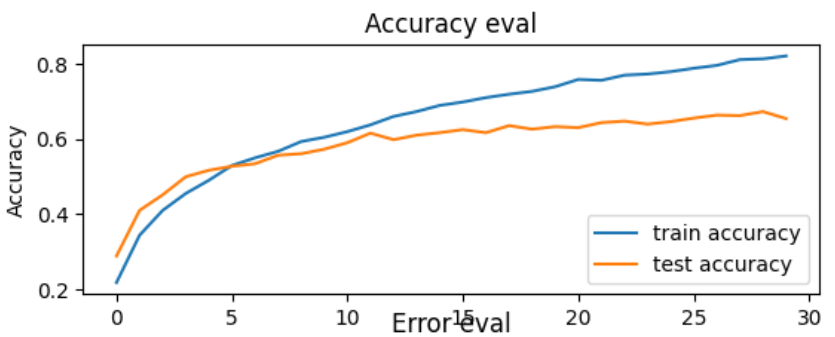 Accuracy eval
Accuracy
0.8
0.6
0.4
0.2
train accuracy
test accuracy
0 5 10 15 20 25 30
Error eval